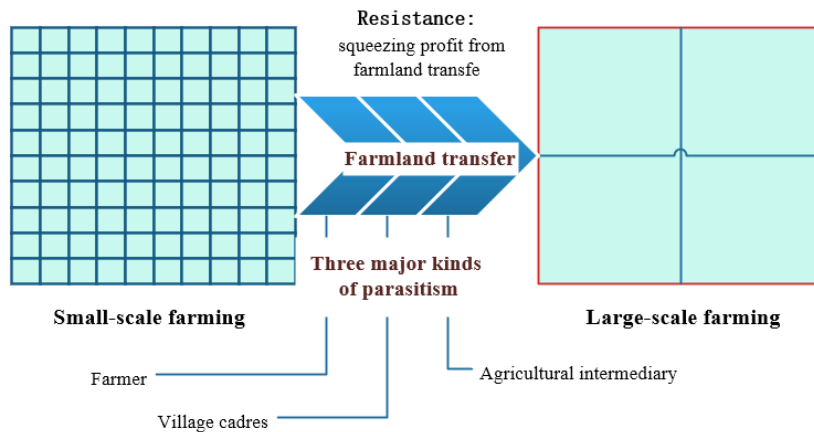 Resistance:
squeezing profit from
farmland transfe
Farmland transfer
Three major kinds
of parasitism
Small-scale farming
Large-scale farming
Farmer
Agricultural intermediary
Village cadres